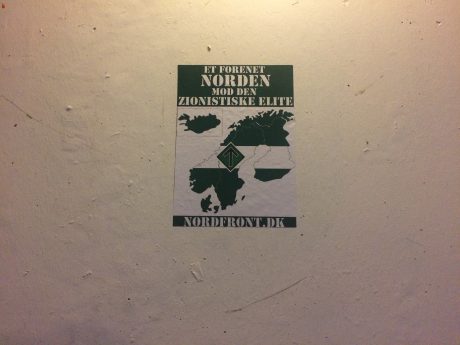 ET FORENET
NORDEN
MOD DEN
ZIONISTISKE ELITE
NORDFRONT.DK